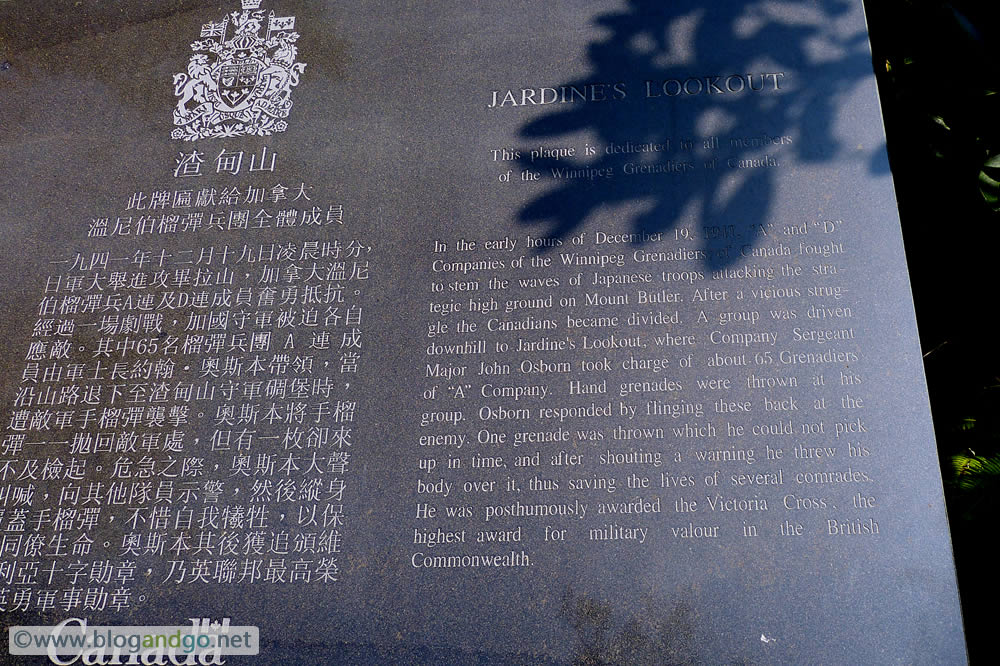 渣甸山
此牌匾獻給加拿大
溫尼伯榴彈兵團全體成員
一九四一年十二月十九日凌晨時分,
日軍大舉進攻畢拉山，加拿大溫尼
伯榴彈兵A連及D連成員奮勇抵抗。
經過一場劇戰，加國守軍被迫各自
應敵。其中65名榴彈兵團 A 連成
員由軍士長約翰•奧斯本帶領，當
沿山路退下至渣甸山守軍碉堡時，
遭敵軍手榴彈襲擊。奧斯本將手榴
彈一一拋回敵軍處，但有一枚卻來
不及檢起。危急之際，奧斯本大聲
叫喊，向其他隊員示警，然後縱身
覆蓋手榴彈，不惜自我犧牲，以保
同僚生命。奧斯本其後獲追頒維
利亞十字勛章，乃英聯邦最高榮
英勇軍事勛章。
Canada
JARDINE'S LOOKOUT
This plaque is dedicated to all members
of the Winnipeg Grenadiers of Canada.
In the early hours of December 19, 1941, "A" and "D"
Companies of the Winnipeg Grenadiers of Canada fought
to stem the waves of Japanese troops attacking the stra-
tegic high ground on Mount Butler. After a vicious strug-
gle the Canadians became divided. A group was driven
downhill to Jardine's Lookout, where Company Sergeant
Major John Osborn took charge of about 65 Grenadiers
of "A" Company. Hand grenades were thrown at his
group. Osborn responded by flinging these back at the
enemy. One grenade was thrown which he could not pick
up in time, and after shouting a warning he threw his
body over it, thus saving the lives of several comrades.
He was posthumously awarded the Victoria Cross, the
highest award for military valour in the British
Commonwealth.
©www.blogandgo.net